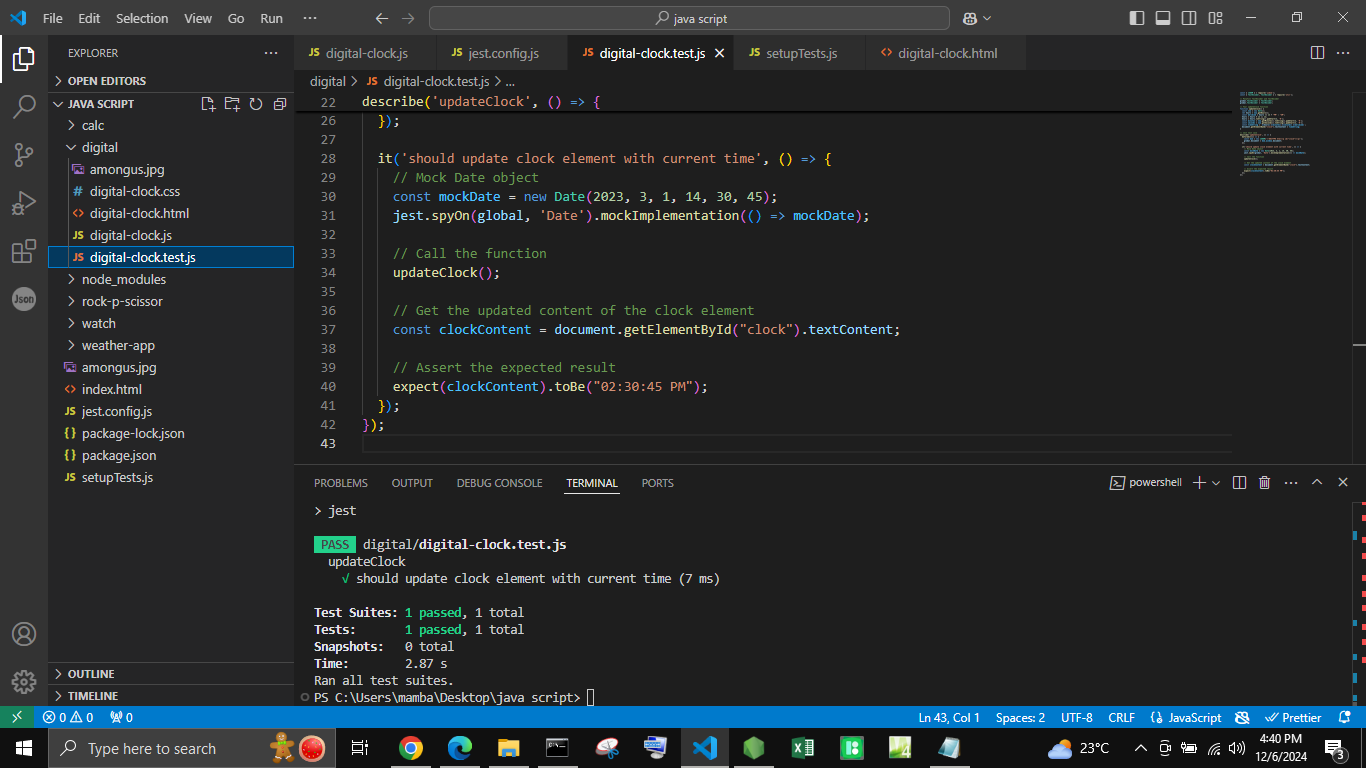 File Edit Selection View Go Run ··· java script
EXPLORER ···
OPEN EDITORS
JAVA SCRIPT
calc
digital
amongus.jpg
# digital-clock.css
<> digital-clock.html
JS digital-clock.js
JS digital-clock.test.js
node_modules
rock-p-scissor
watch
weather-app
amongus.jpg
<> index.html
JS jest.config.js
{} package-lock.json
{} package.json
JS setupTests.js
OUTLINE
TIMELINE
Json
JS digital-clock.js JS jest.config.js JS digital-clock.test.js JS setupTests.js <> digital-clock.html
digital > JS digital-clock.test.js > ...
22 describe('updateClock', () => {
26 });
27
28 it('should update clock element with current time', () => {
29 // Mock Date object
30 const mockDate = new Date(2023, 3, 1, 14, 30, 45);
31 jest.spyOn(global, 'Date').mockImplementation(() => mockDate);
32
33 // Call the function
34 updateClock();
35
36 // Get the updated content of the clock element
37 const clockContent = document.getElementById("clock").textContent;
38
39 // Assert the expected result
40 expect(clockContent).toBe("02:30:45 PM");
41 });
42 });
43
PROBLEMS OUTPUT DEBUG CONSOLE TERMINAL PORTS powershell
> jest
PASS digital/digital-clock.test.js
updateClock
√ should update clock element with current time (7 ms)
Test Suites: 1 passed, 1 total
Tests: 1 passed, 1 total
Snapshots: 0 total
Time: 2.87 s
Ran all test suites.
PS C:\Users\mamba\Desktop\java script>
0 0 0 Ln 43, Col 1 Spaces: 2 UTF-8 CRLF {} JavaScript Prettier
Type here to search 23°C 4:40 PM
12/6/2024 3